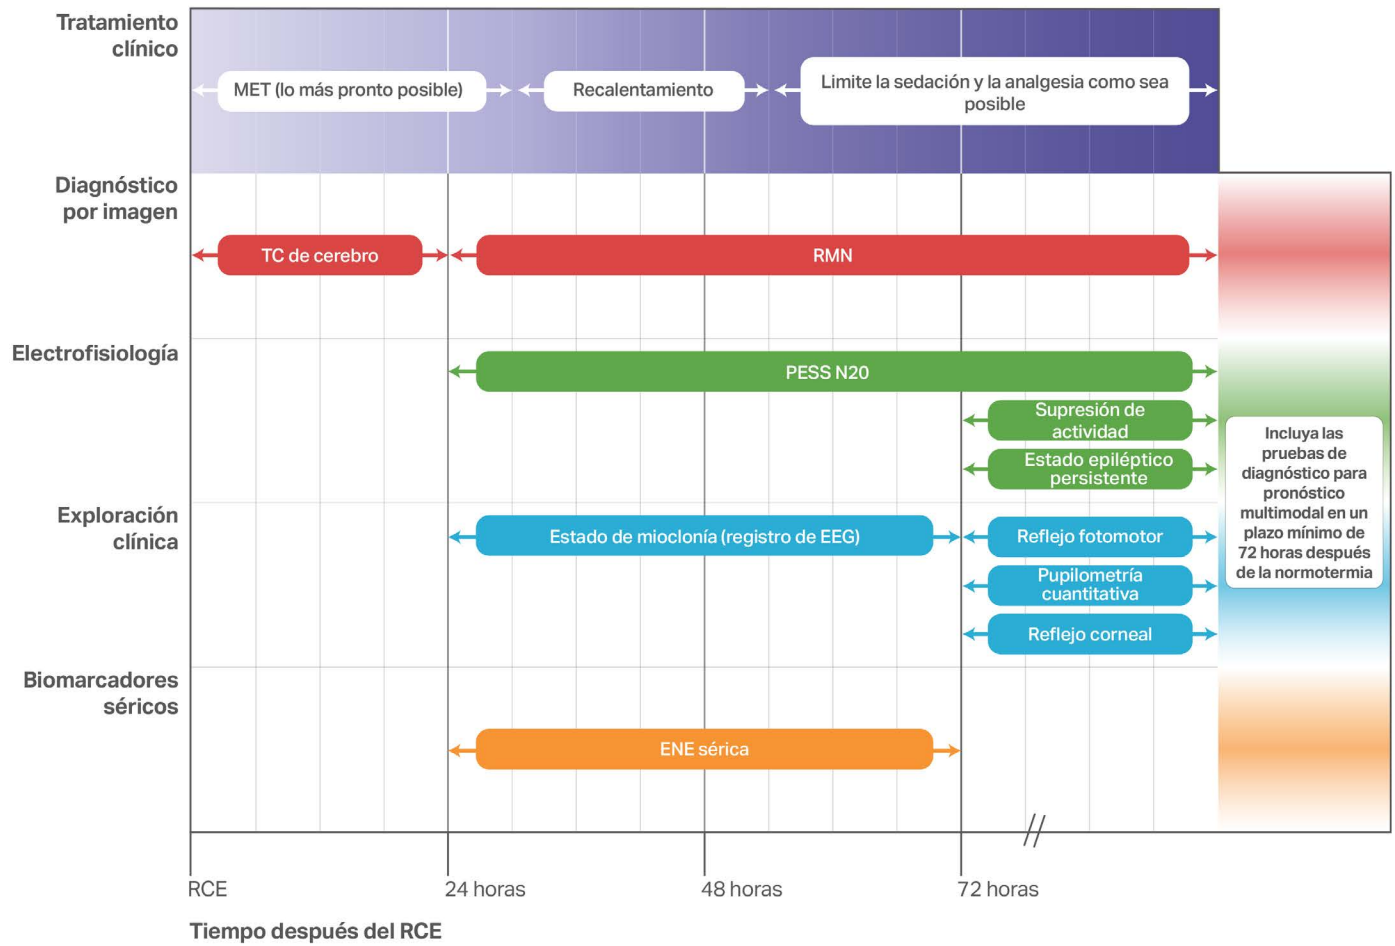 Tratamiento
clínico
MET (lo más pronto posible)
Recalentamiento
Limite la sedación y la analgesia como sea
posible
Diagnóstico
por imagen
TC de cerebro
RMN
Electrofisiología
PESS N20
Supresión de
actividad
Estado epiléptico
persistente
Exploración
clínica
Estado de mioclonía (registro de EEG)
Reflejo fotomotor
Pupilometría
cuantitativa
Reflejo corneal
Biomarcadores
séricos
ENE sérica
Incluya las
pruebas de
diagnóstico para
pronóstico
multimodal en un
plazo mínimo de
72 horas después
de la normotermia
RCE
24 horas
48 horas
72 horas
Tiempo después del RCE